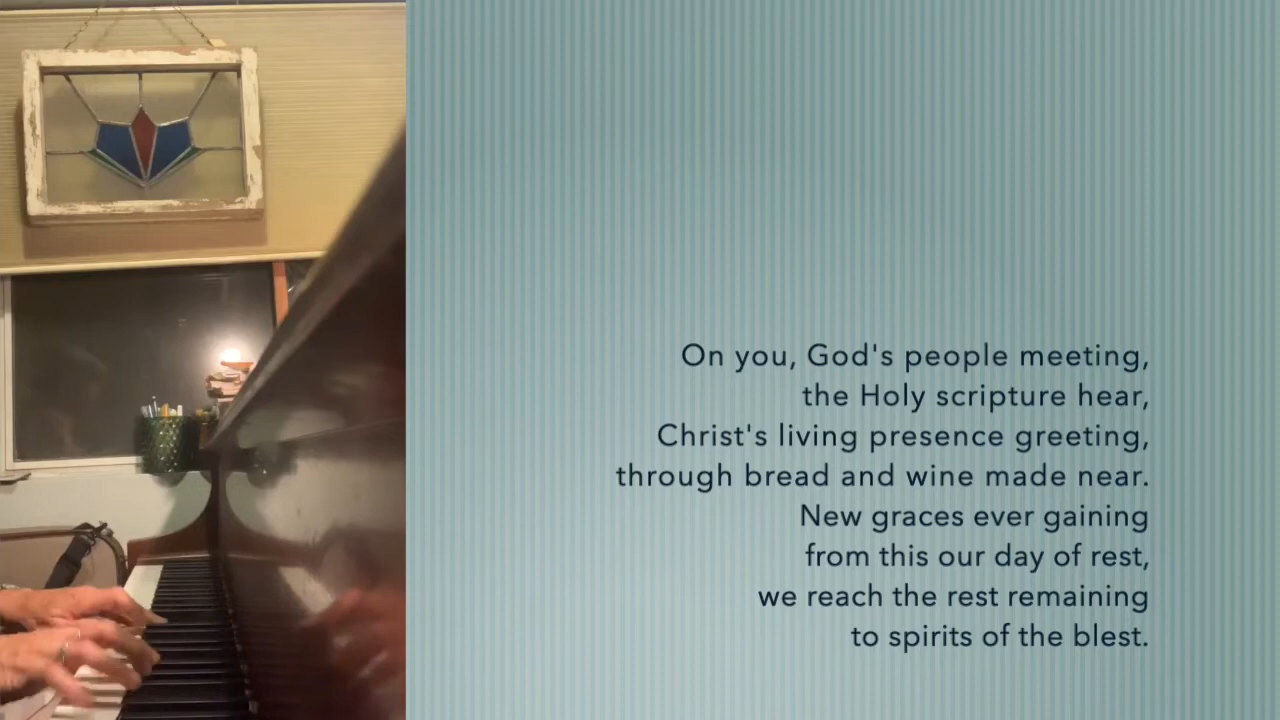 On you, God's people meeting,
the Holy scripture hear,
Christ's living presence greeting,
through bread and wine made near.
New graces ever gaining
from this our day of rest,
we reach the rest remaining
to spirits of the blest.